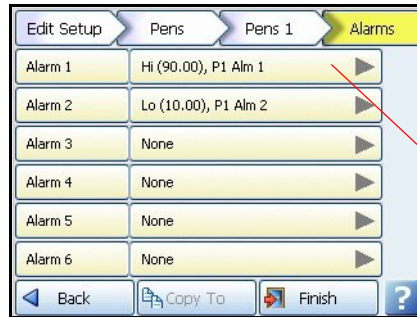 Edit Setup Pens Pens 1 Alarms
Alarm 1 Hi (90.00), P1 Alm 1
Alarm 2 Lo (10.00), P1 Alm 2
Alarm 3 None
Alarm 4 None
Alarm 5 None
Alarm 6 None
Back Copy To Finish ?